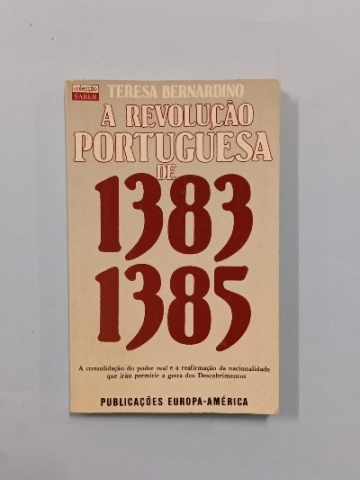 colecção
SABER
TERESA BERNARDINO
A REVOLUÇÃO
PORTUGUESA
DE
1383
1385
A consolidação do poder real e a reafirmação da nacionalidade
que irão permitir a gesta dos Descobrimentos
PUBLICAÇÕES EUROPA-AMÉRICA